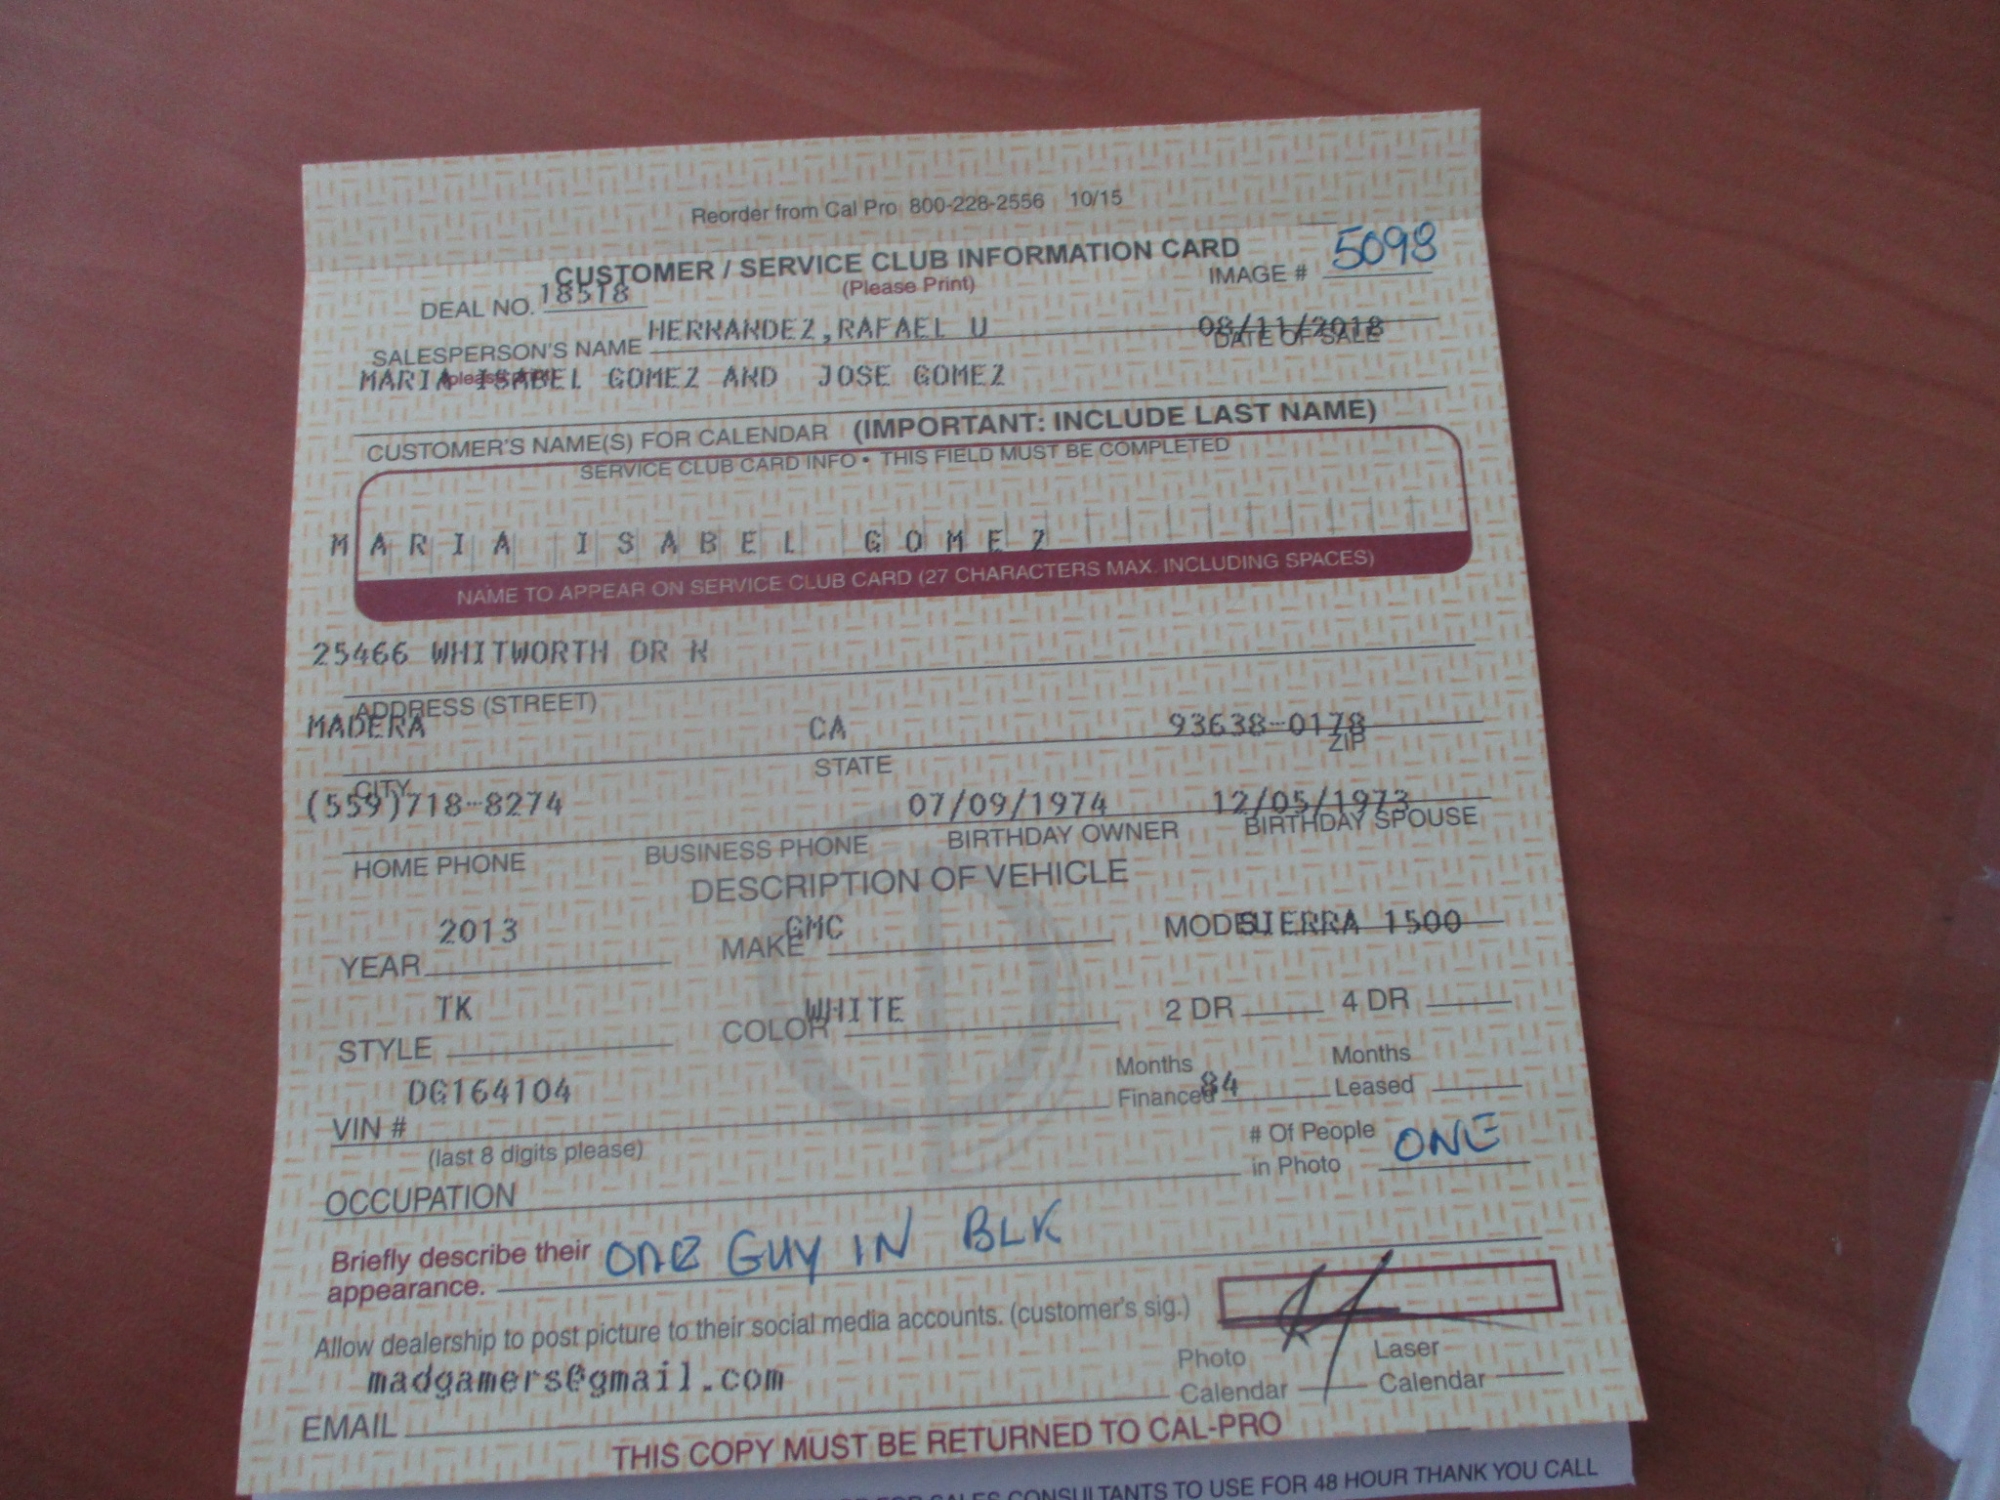 Reorder from Cal Pro 800-228-2556 10/15
CUSTOMER / SERVICE CLUB INFORMATION CARD
(Please Print)
IMAGE # 5098
DEAL NO. 18518
SALESPERSON'S NAME HERNANDEZ,RAFAEL U 08/11/2018
(please print) DATE OF SALE
MARIA ISABEL GOMEZ AND JOSE GOMEZ
CUSTOMER'S NAME(S) FOR CALENDAR (IMPORTANT: INCLUDE LAST NAME)
SERVICE CLUB CARD INFO • THIS FIELD MUST BE COMPLETED
MARIA ISABEL GOMEZ
NAME TO APPEAR ON SERVICE CLUB CARD (27 CHARACTERS MAX. INCLUDING SPACES)
25466 WHITWORTH DR N
ADDRESS (STREET)
MADERA CA 93638-0178
CITY STATE ZIP
(559)718-8274 07/09/1974 12/05/1973
HOME PHONE BUSINESS PHONE BIRTHDAY OWNER BIRTHDAY SPOUSE
DESCRIPTION OF VEHICLE
YEAR 2013 MAKE GMC MODEL SIERRA 1500
STYLE TK COLOR WHITE 2 DR 4 DR
VIN # DG164104 Months Financed 84 Months Leased
(last 8 digits please)
# Of People in Photo ONE
OCCUPATION
Briefly describe their appearance. ONE GUY IN BLK
Allow dealership to post picture to their social media accounts. (customer's sig.)
Photo Calendar Laser Calendar
EMAIL madgamers@gmail.com
THIS COPY MUST BE RETURNED TO CAL-PRO
FOR SALES CONSULTANTS TO USE FOR 48 HOUR THANK YOU CALL